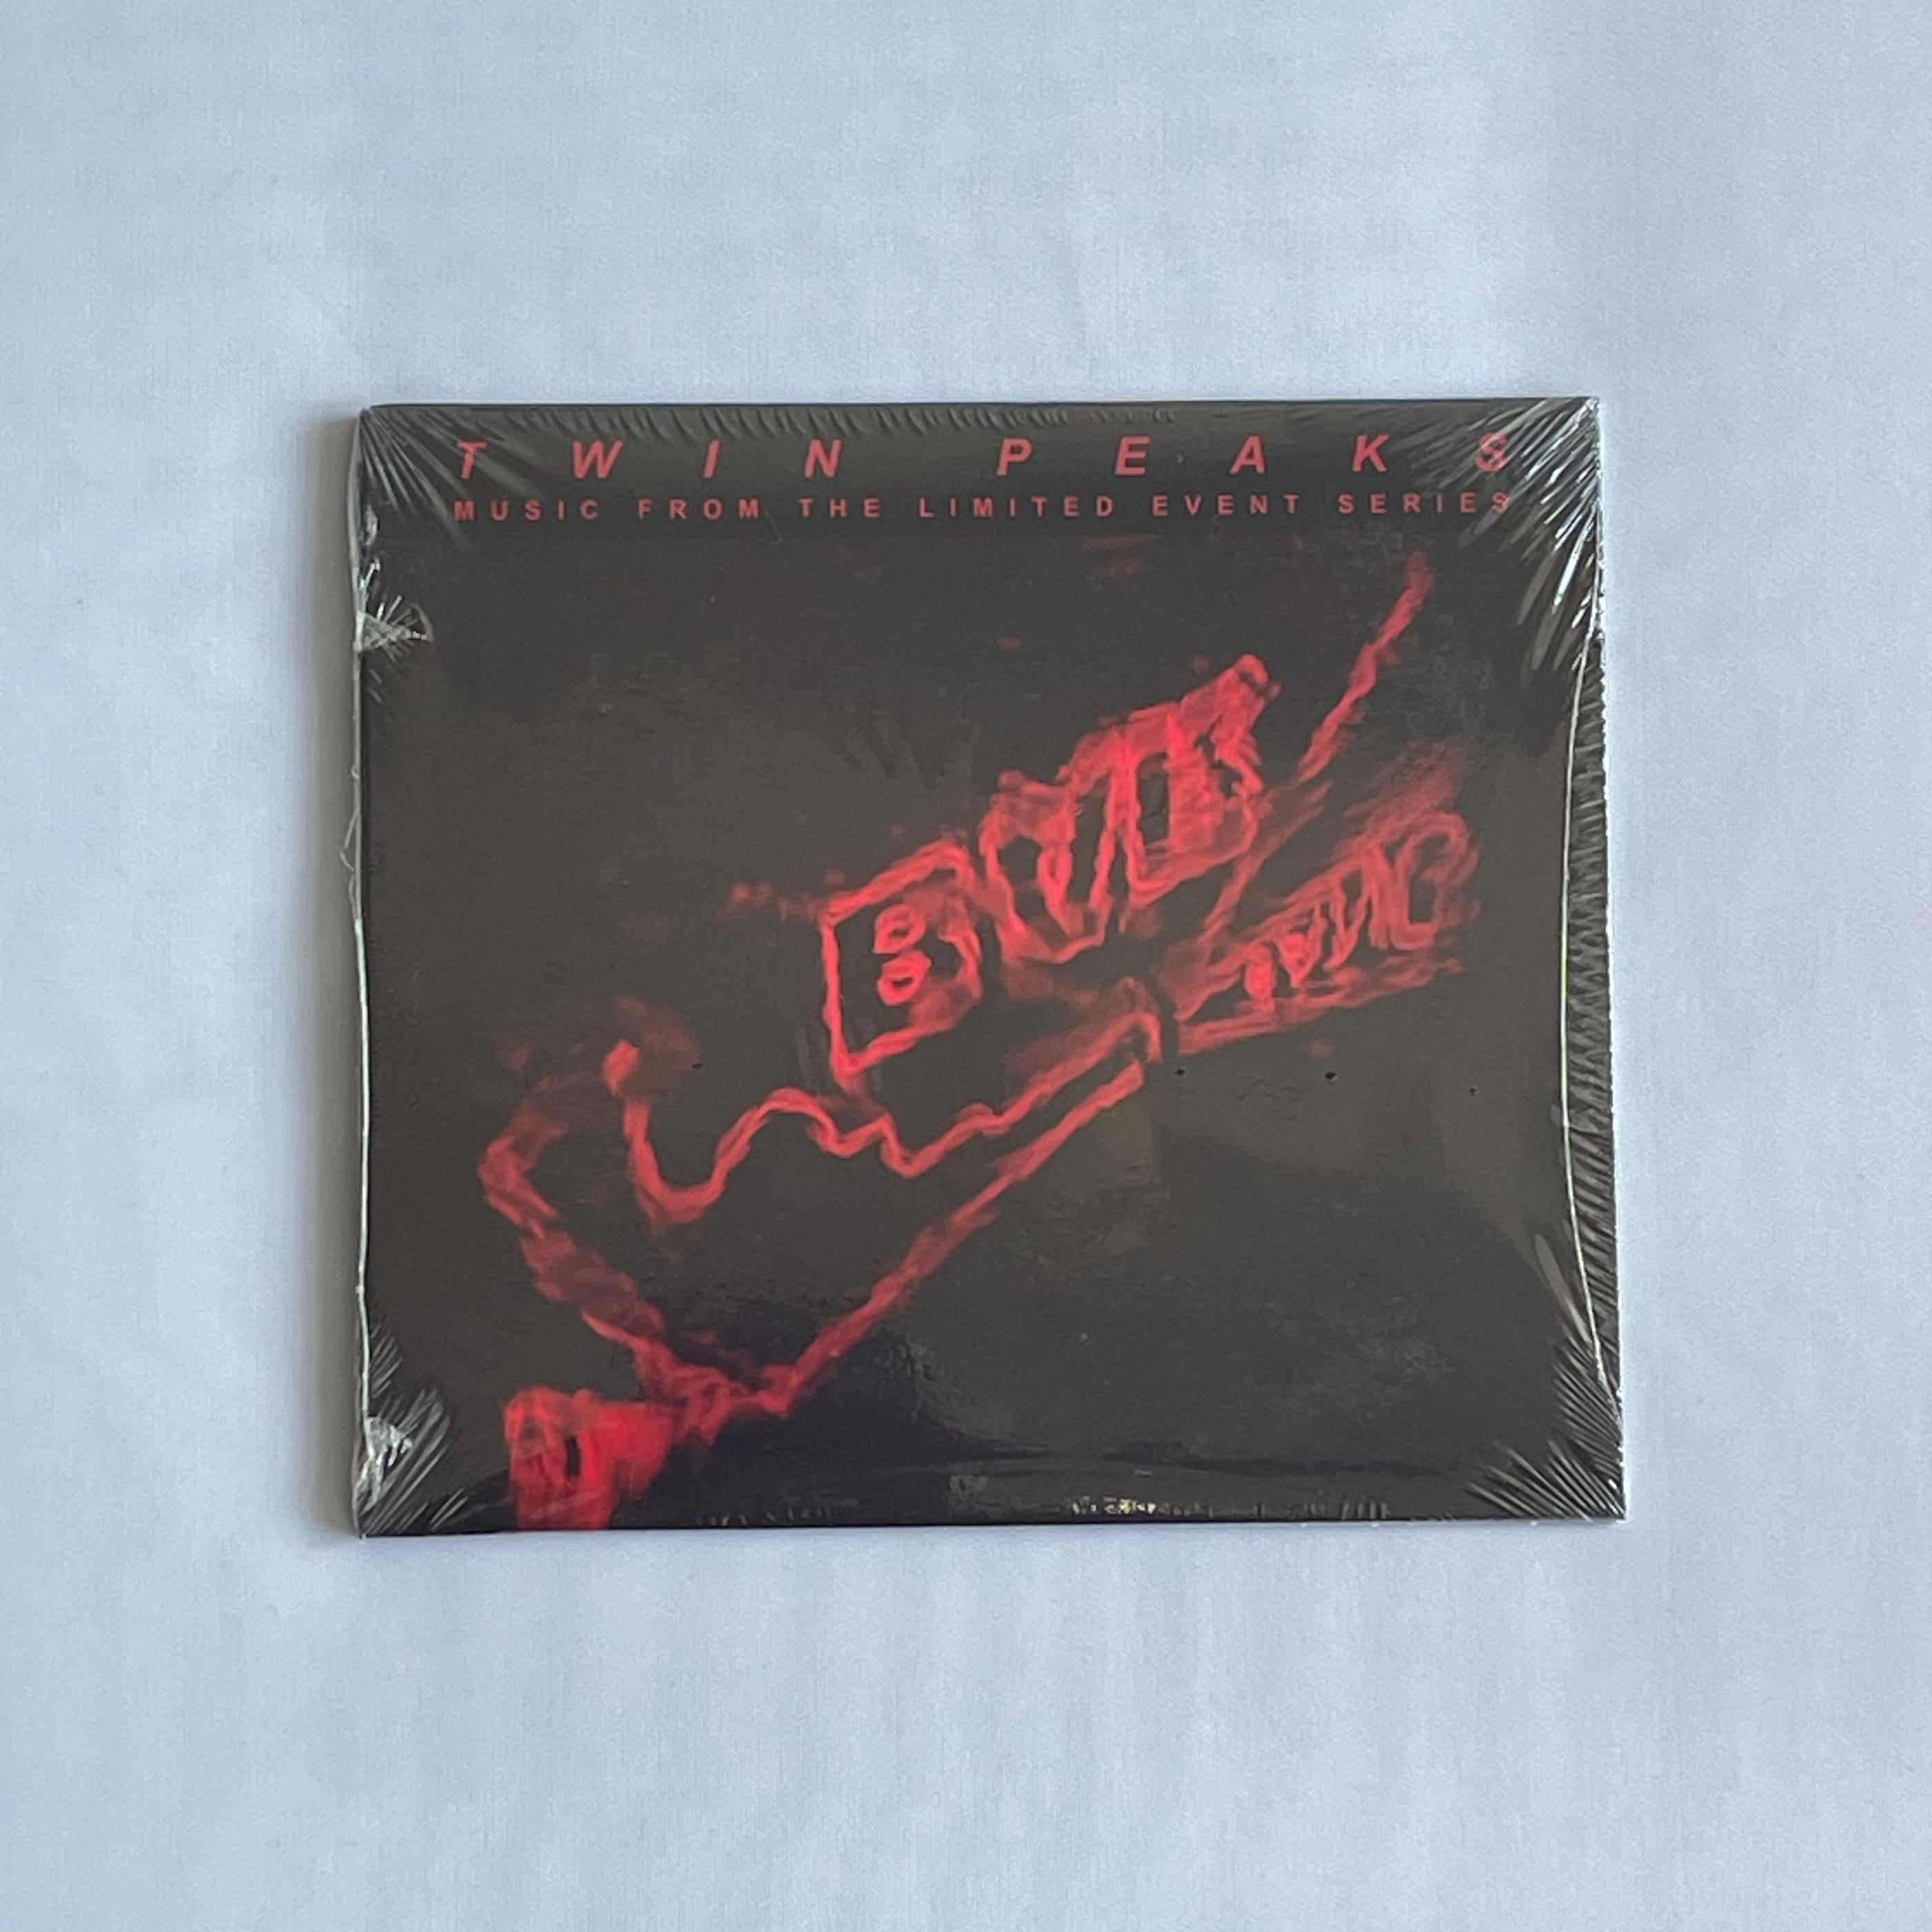 TWIN PEAKS
MUSIC FROM THE LIMITED EVENT SERIES